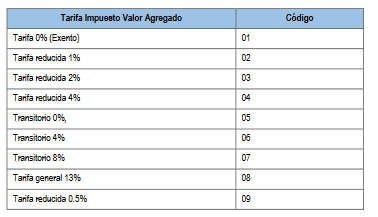 Tarifa Impuesto Valor Agregado Código
Tarifa 0% (Exento) 01
Tarifa reducida 1% 02
Tarifa reducida 2% 03
Tarifa reducida 4% 04
Transitorio 0%, 05
Transitorio 4% 06
Transitorio 8% 07
Tarifa general 13% 08
Tarifa reducida 0.5% 09